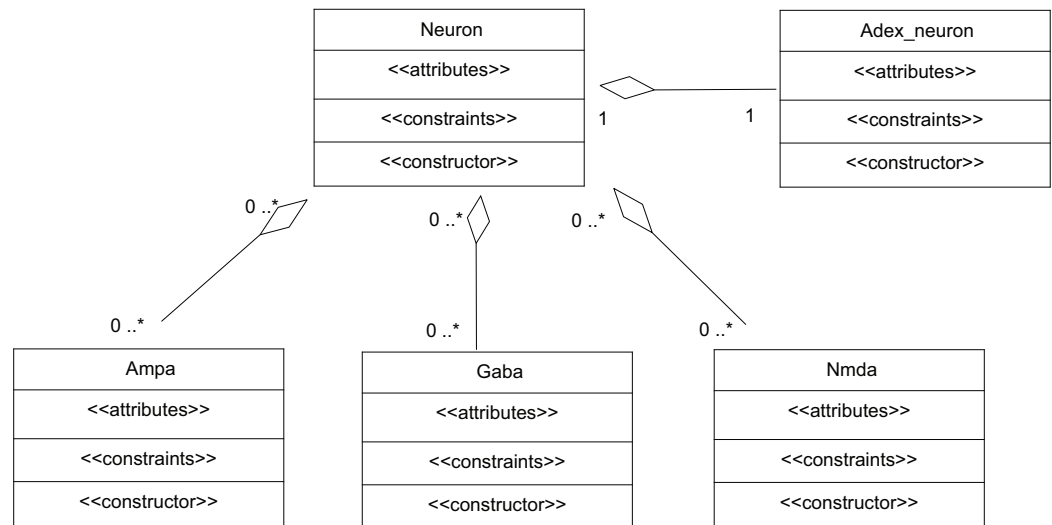 Neuron
<<attributes>>
<<constraints>>
<<constructor>>
Adex_neuron
<<attributes>>
<<constraints>>
<<constructor>>
1
1
0 ..*
0 ..*
0 ..*
0 ..*
0 ..*
0 ..*
Ampa
<<attributes>>
<<constraints>>
<<constructor>>
Gaba
<<attributes>>
<<constraints>>
<<constructor>>
Nmda
<<attributes>>
<<constraints>>
<<constructor>>